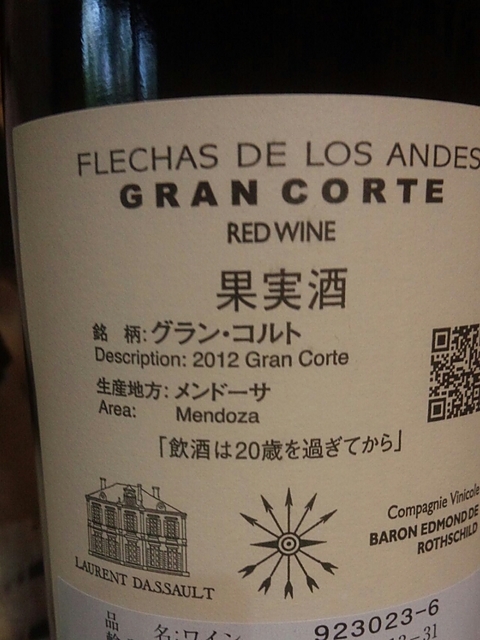 FLECHAS DE LOS ANDES
GRAN CORTE
RED WINE
果実酒
銘 柄: グラン・コルト
Description: 2012 Gran Corte
生産地方: メンドーサ
Area: Mendoza
「飲酒は20歳を過ぎてから」
LAURENT DASSAULT
Compagnie Vinicole
BARON EDMOND DE
ROTHSCHILD
品 名:ワイン
923023-6